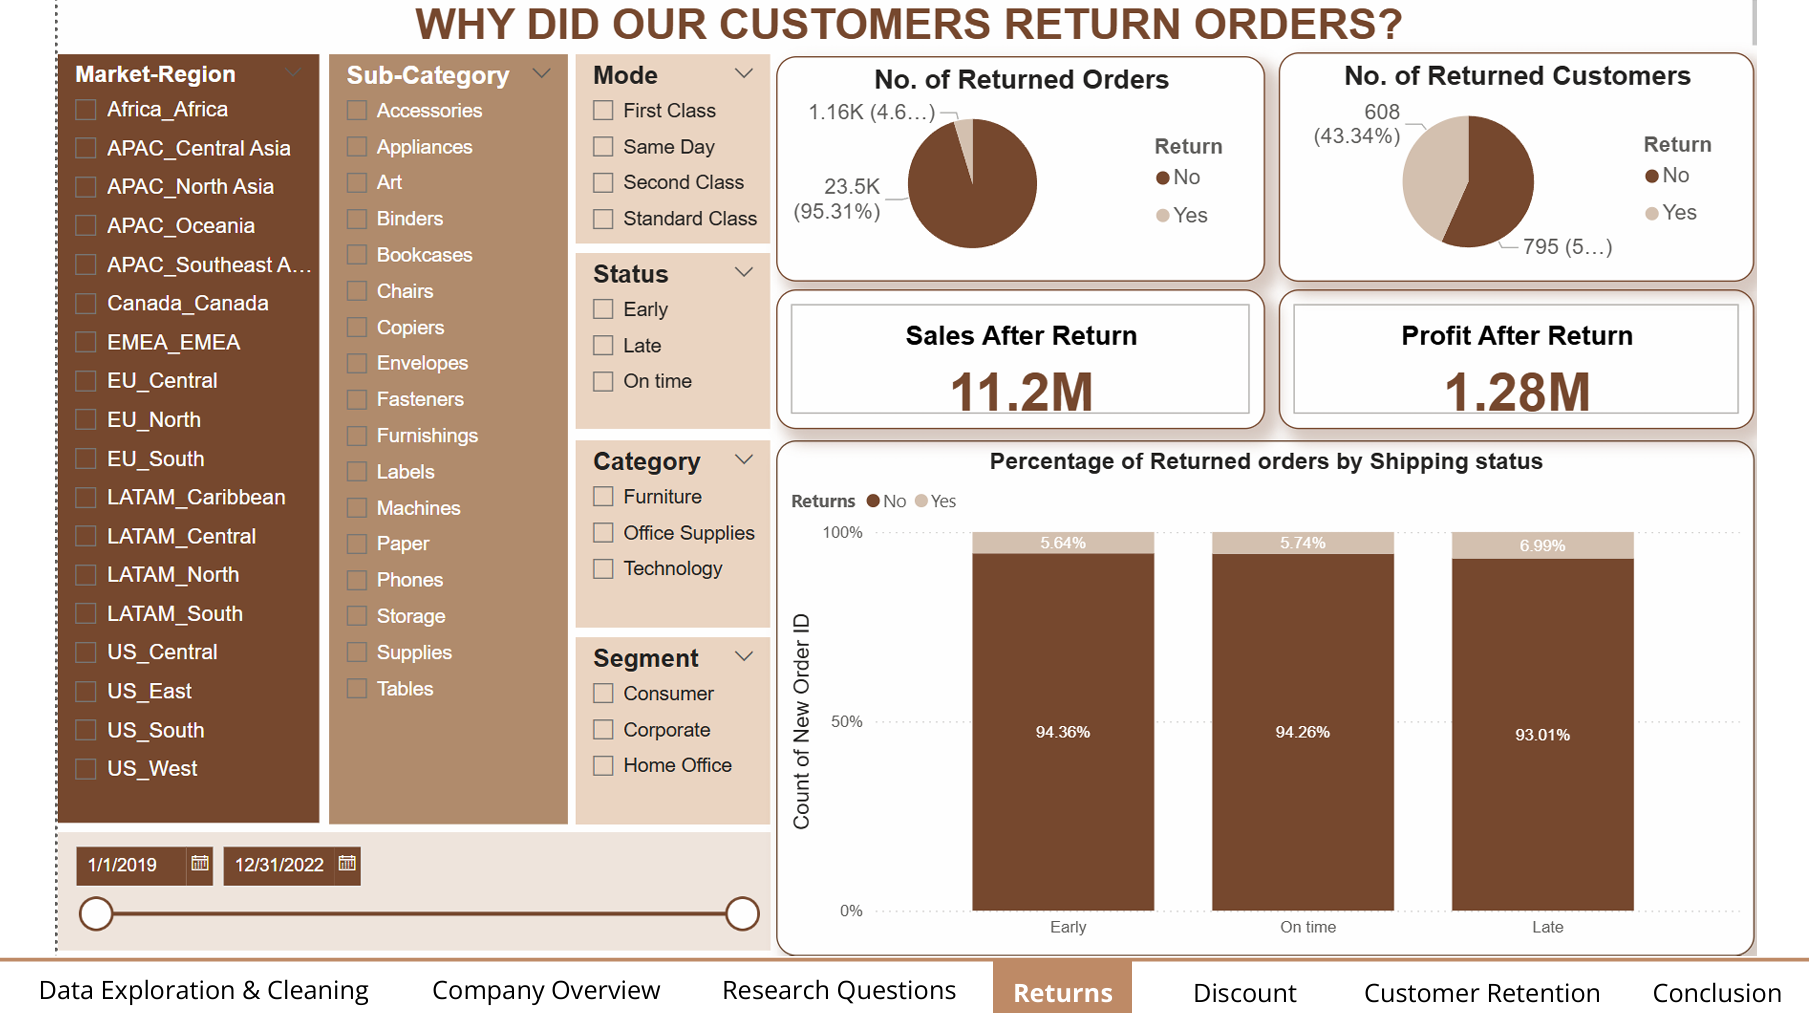 WHY DID OUR CUSTOMERS RETURN ORDERS?
Market-Region
Africa_Africa
APAC_Central Asia
APAC_North Asia
APAC_Oceania
APAC_Southeast A...
Canada_Canada
EMEA_EMEA
EU_Central
EU_North
EU_South
LATAM_Caribbean
LATAM_Central
LATAM_North
LATAM_South
US_Central
US_East
US_South
US_West
Sub-Category
Accessories
Appliances
Art
Binders
Bookcases
Chairs
Copiers
Envelopes
Fasteners
Furnishings
Labels
Machines
Paper
Phones
Storage
Supplies
Tables
Mode
First Class
Same Day
Second Class
Standard Class
Status
Early
Late
On time
Category
Furniture
Office Supplies
Technology
Segment
Consumer
Corporate
Home Office
1/1/2019
12/31/2022
No. of Returned Orders
1.16K (4.6...)
23.5K
(95.31%)
Return
No
Yes
No. of Returned Customers
608
(43.34%)
795 (5...)
Return
No
Yes
Sales After Return
11.2M
Profit After Return
1.28M
Percentage of Returned orders by Shipping status
Returns No Yes
Count of New Order ID
100%
50%
0%
5.64%
5.74%
6.99%
94.36%
94.26%
93.01%
Early
On time
Late
Data Exploration & Cleaning
Company Overview
Research Questions
Returns
Discount
Customer Retention
Conclusion